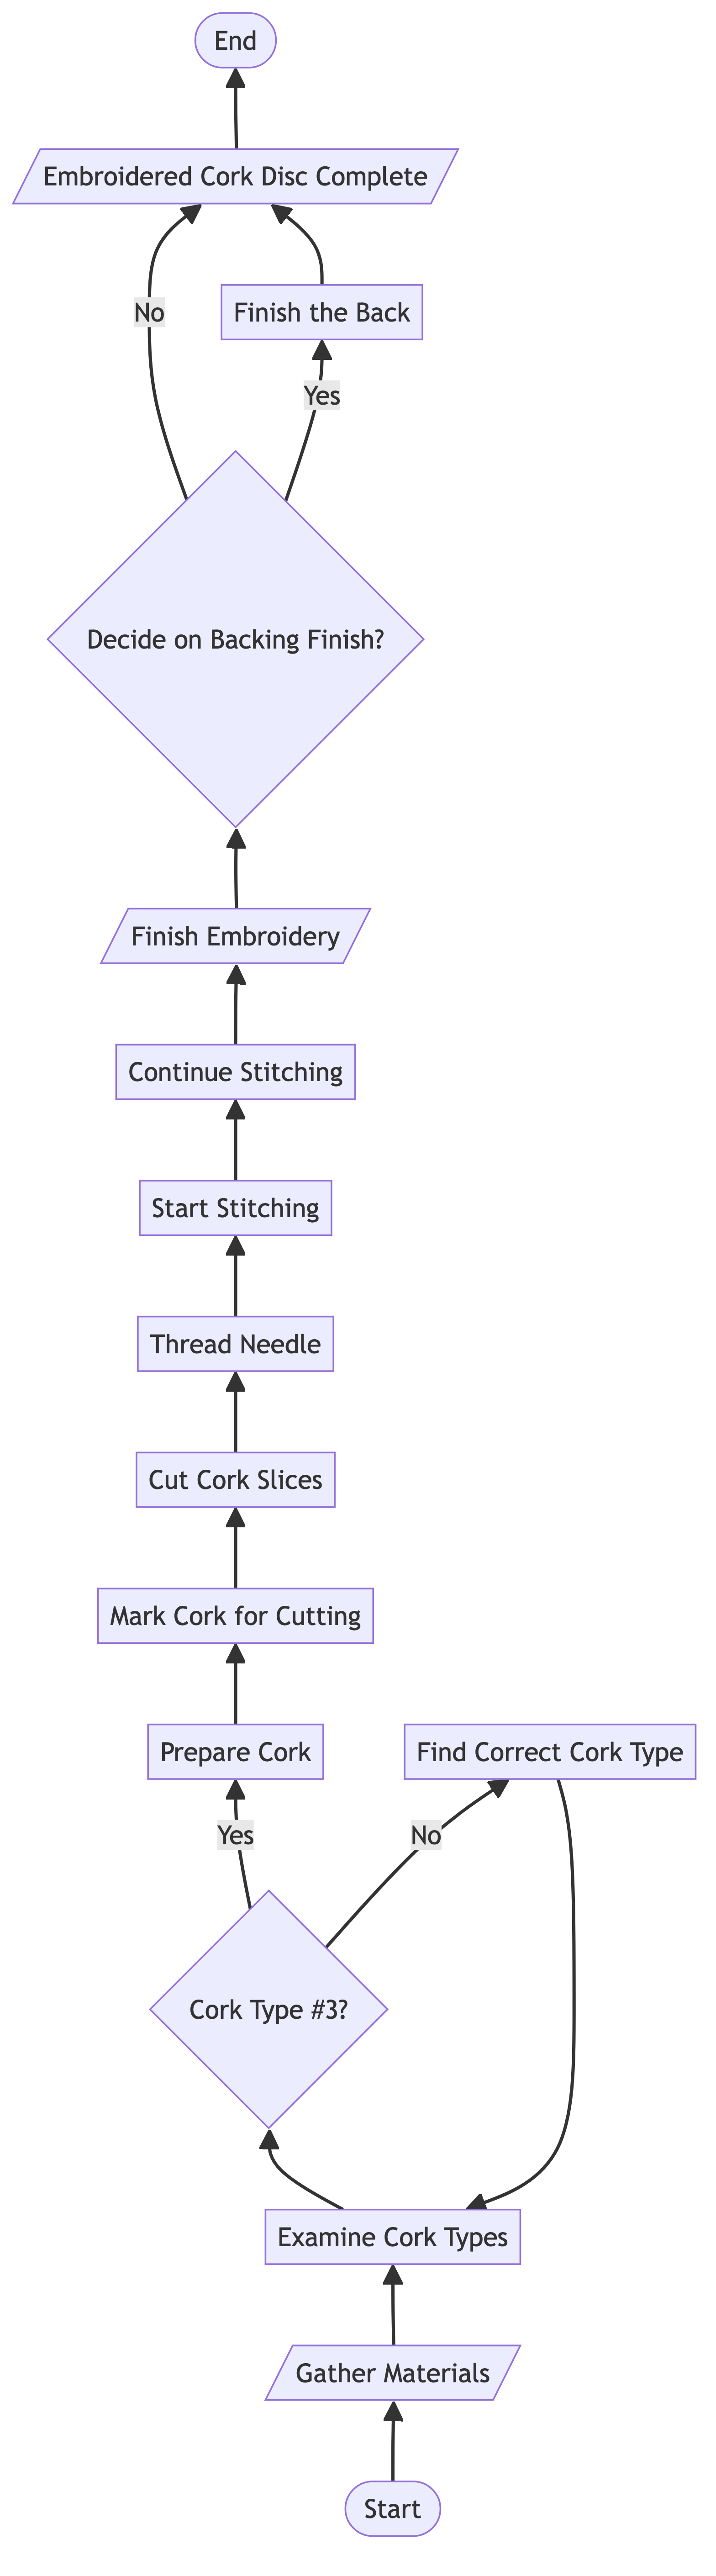 End
Embroidered Cork Disc Complete
No
Finish the Back
Yes
Decide on Backing Finish?
Finish Embroidery
Continue Stitching
Start Stitching
Thread Needle
Cut Cork Slices
Mark Cork for Cutting
Prepare Cork
Find Correct Cork Type
Yes
No
Cork Type #3?
Examine Cork Types
Gather Materials
Start